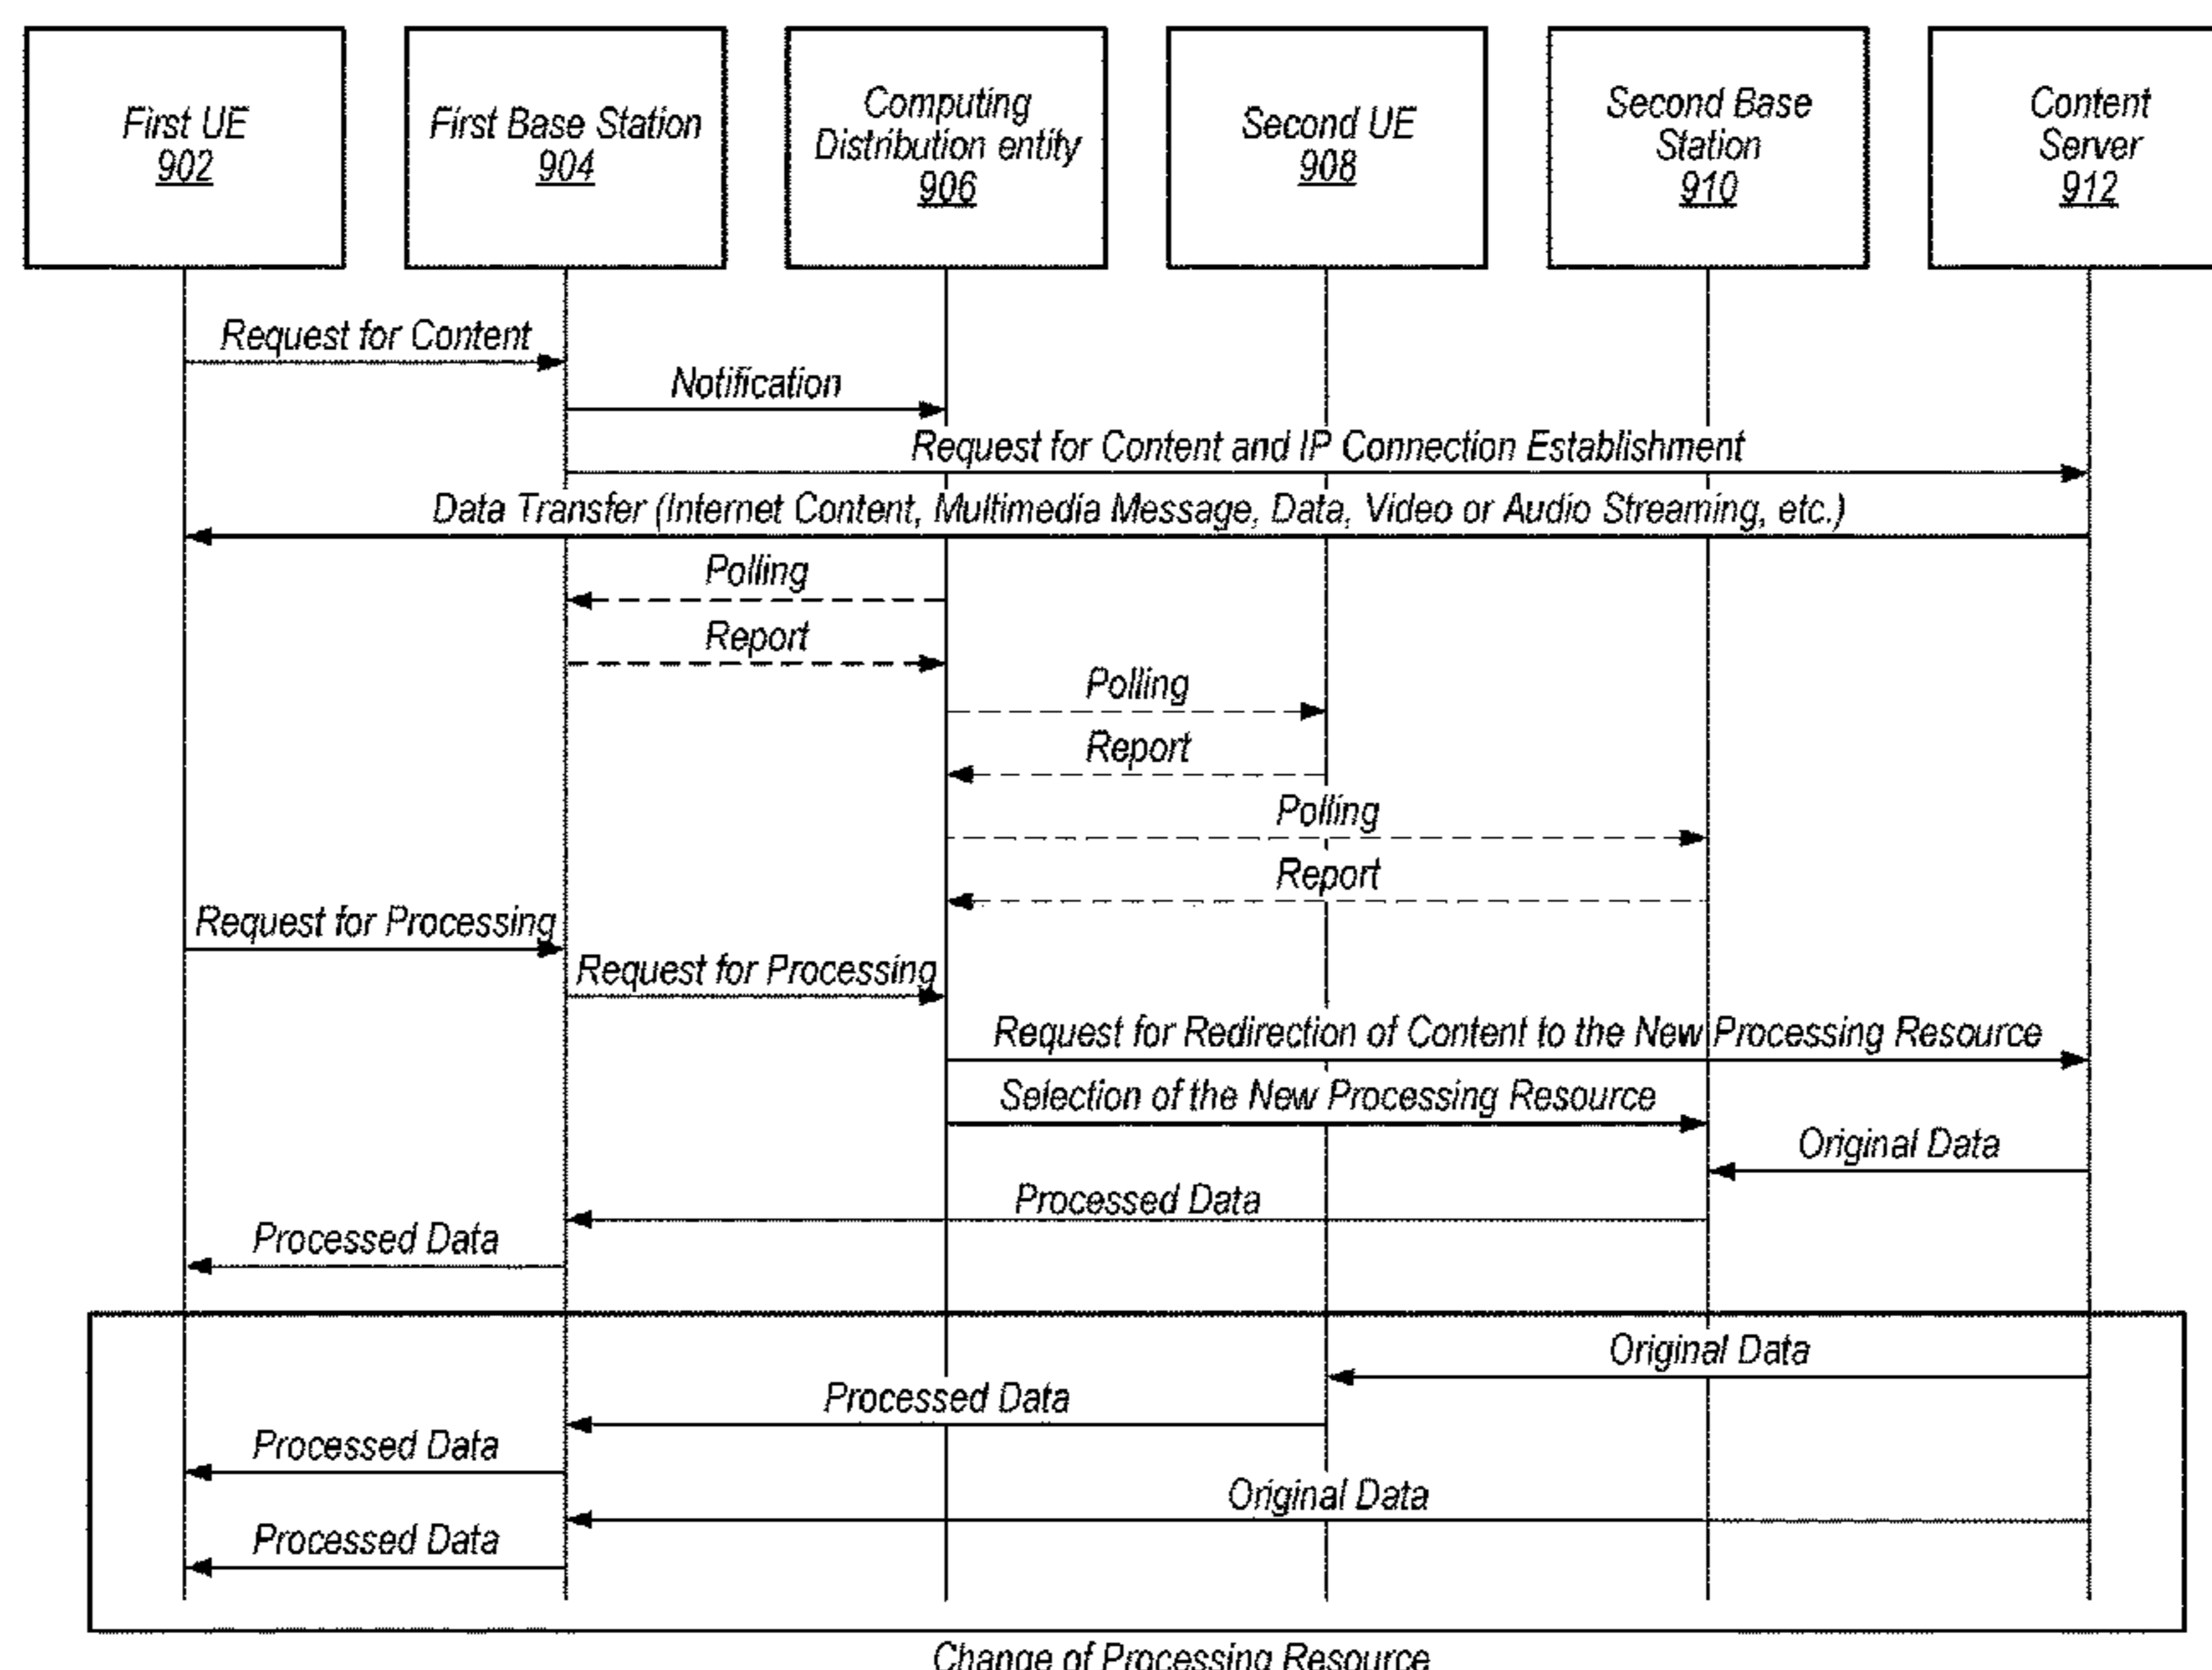 First UE
902
First Base Station
904
Computing
Distribution entity
906
Second UE
908
Second Base
Station
910
Content
Server
912
Request for Content
Notification
Request for Content and IP Connection Establishment
Data Transfer (Internet Content, Multimedia Message, Data, Video or Audio Streaming, etc.)
Polling
Report
Polling
Report
Polling
Report
Request for Processing
Request for Processing
Request for Redirection of Content to the New Processing Resource
Selection of the New Processing Resource
Original Data
Processed Data
Processed Data
Original Data
Processed Data
Processed Data
Original Data
Processed Data
Change of Processing Resource